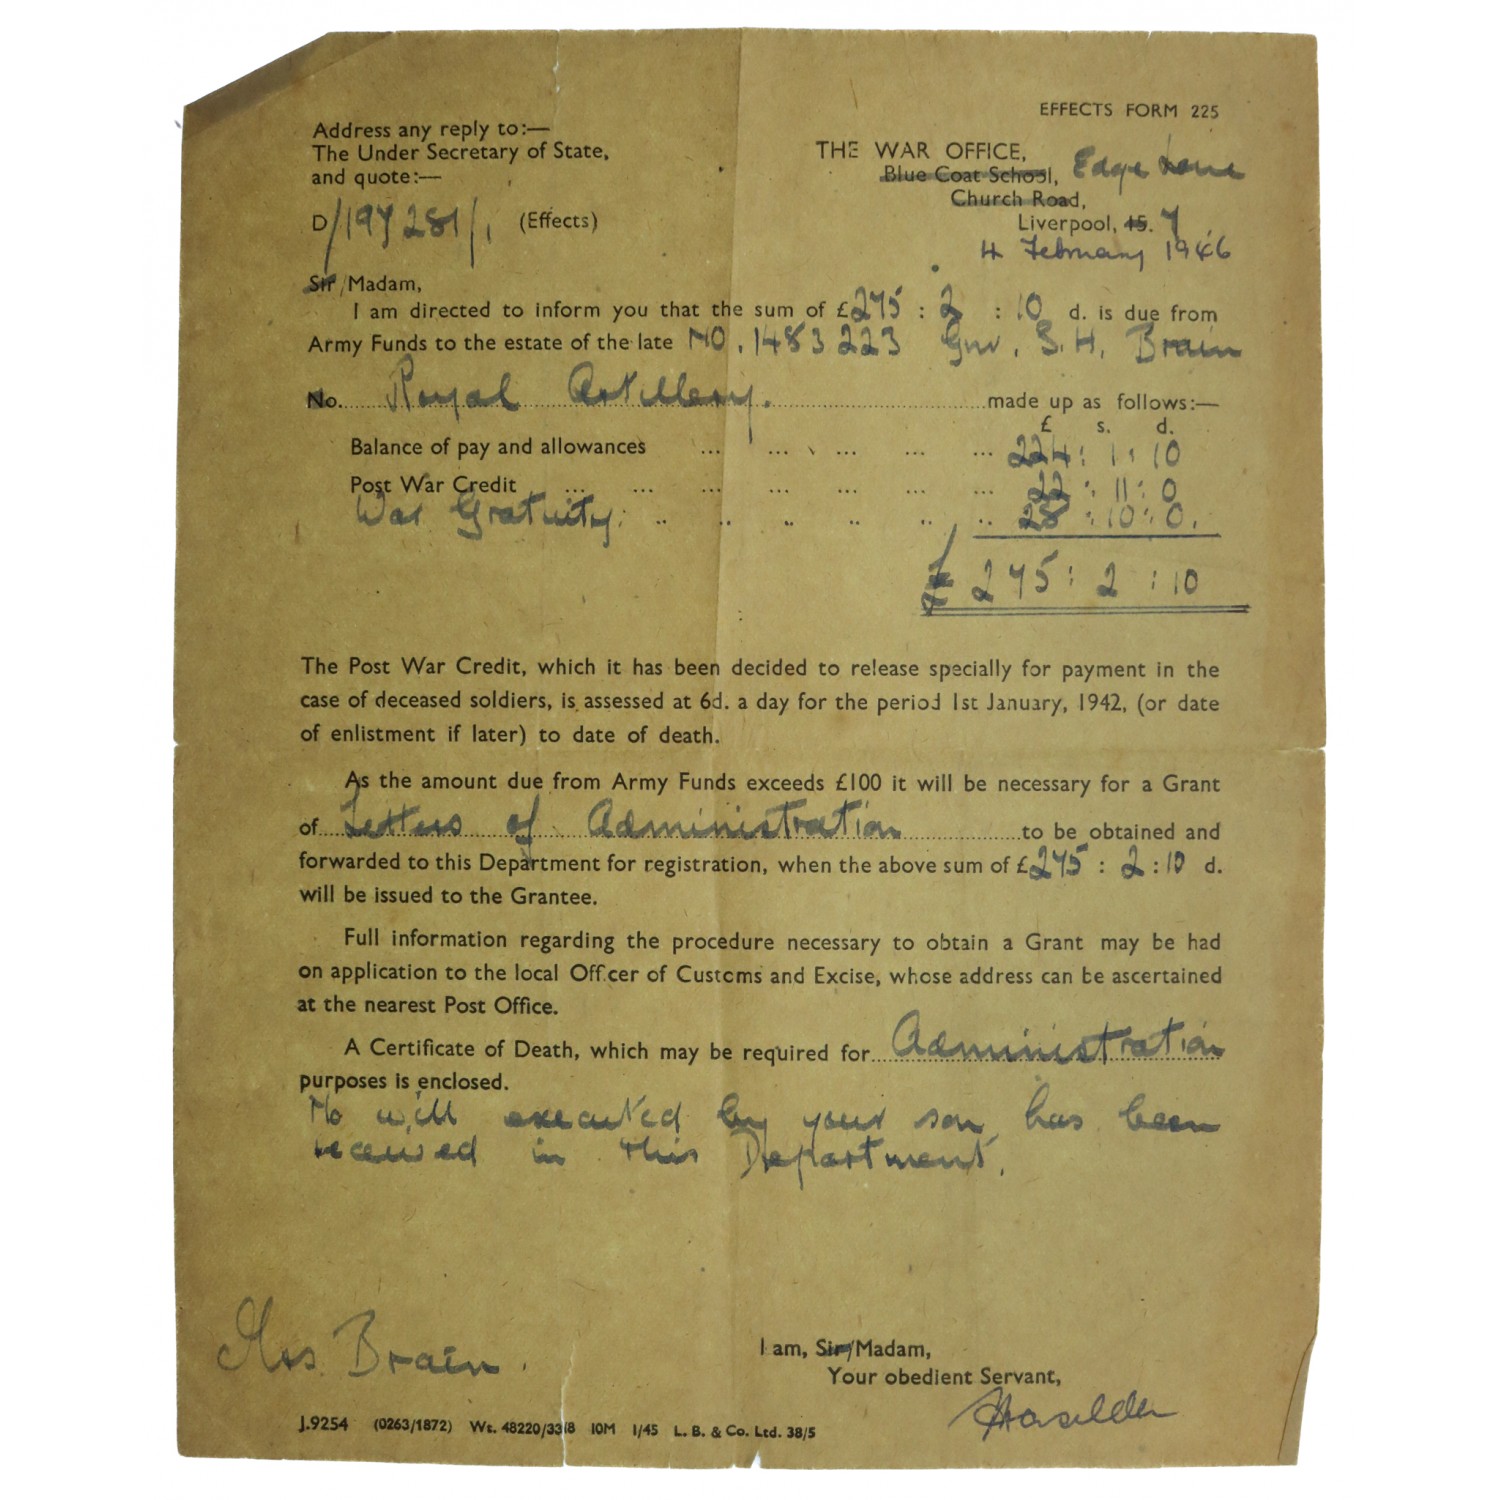 EFFECTS FORM 225
Address any reply to:—
The Under Secretary of State,
and quote:—
D/197281/1 (Effects)
THE WAR OFFICE,
Blue Coat School, Edge Lane
Church Road,
Liverpool, 15. 7
4 February 1946
Sir/Madam,
I am directed to inform you that the sum of £275 : 2 : 10 d. is due from
Army Funds to the estate of the late NO. 1483223 Gnr. S.H. Brain
No. Royal Artillery. made up as follows:—
£ s. d.
Balance of pay and allowances ... ... ... ... ... 224 : 1 : 10
Post War Credit ... ... ... ... ... ... ... 22 : 11 : 0
War Gratuity. .. .. .. .. .. .. 28 : 10 : 0.
£ 275 : 2 : 10
The Post War Credit, which it has been decided to release specially for payment in the
case of deceased soldiers, is assessed at 6d. a day for the period 1st January, 1942, (or date
of enlistment if later) to date of death.
As the amount due from Army Funds exceeds £100 it will be necessary for a Grant
of Letters of Administration to be obtained and
forwarded to this Department for registration, when the above sum of £275 : 2 : 10 d.
will be issued to the Grantee.
Full information regarding the procedure necessary to obtain a Grant may be had
on application to the local Officer of Customs and Excise, whose address can be ascertained
at the nearest Post Office.
A Certificate of Death, which may be required for Administration
purposes is enclosed.
No will executed by your son has been
received in this Department.
Mrs Brain.
I am, Sir/Madam,
Your obedient Servant,
J.9254 (0263/1872) Wt. 48220/3318 10M 1/45 L. B. & Co. Ltd. 38/5